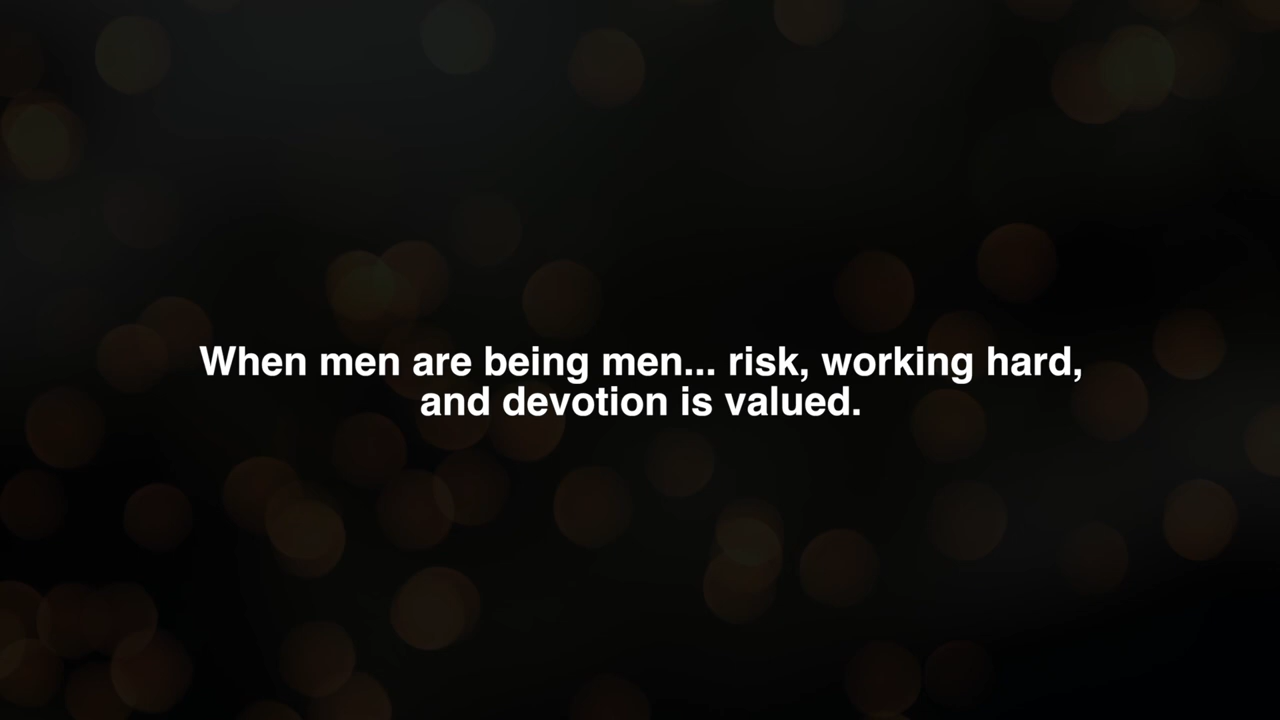 When men are being men... risk, working hard,
and devotion is valued.